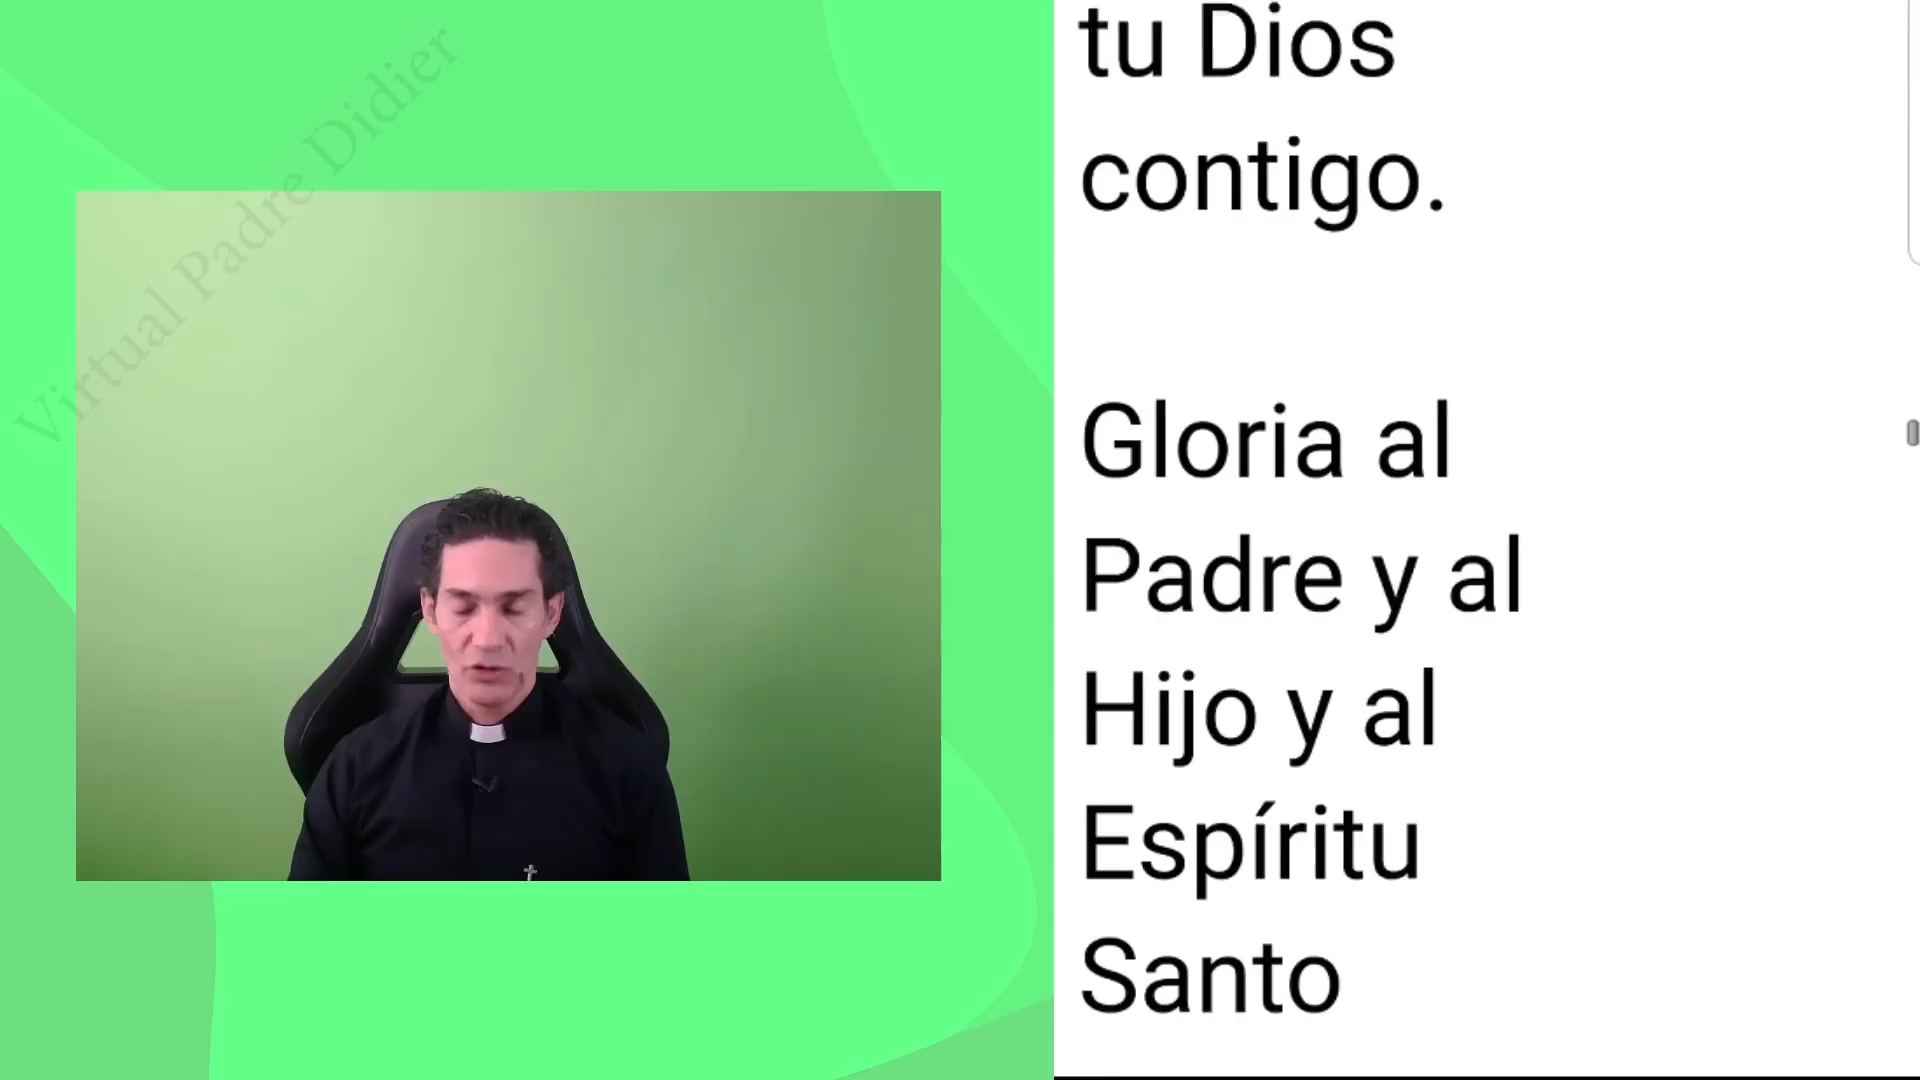 Virtual Padre Didier
tu Dios
contigo.
Gloria al
Padre y al
Hijo y al
Espíritu
Santo